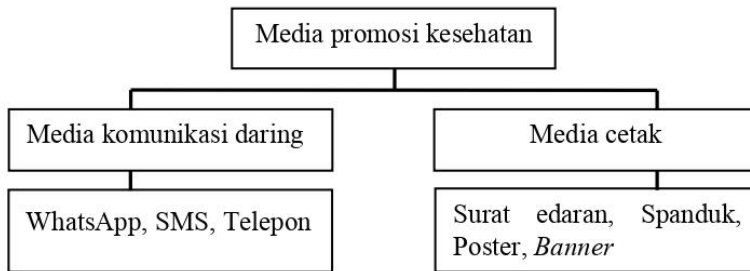 Media promosi kesehatan
Media komunikasi daring
Media cetak
WhatsApp, SMS, Telepon
Surat edaran, Spanduk,
Poster, Banner